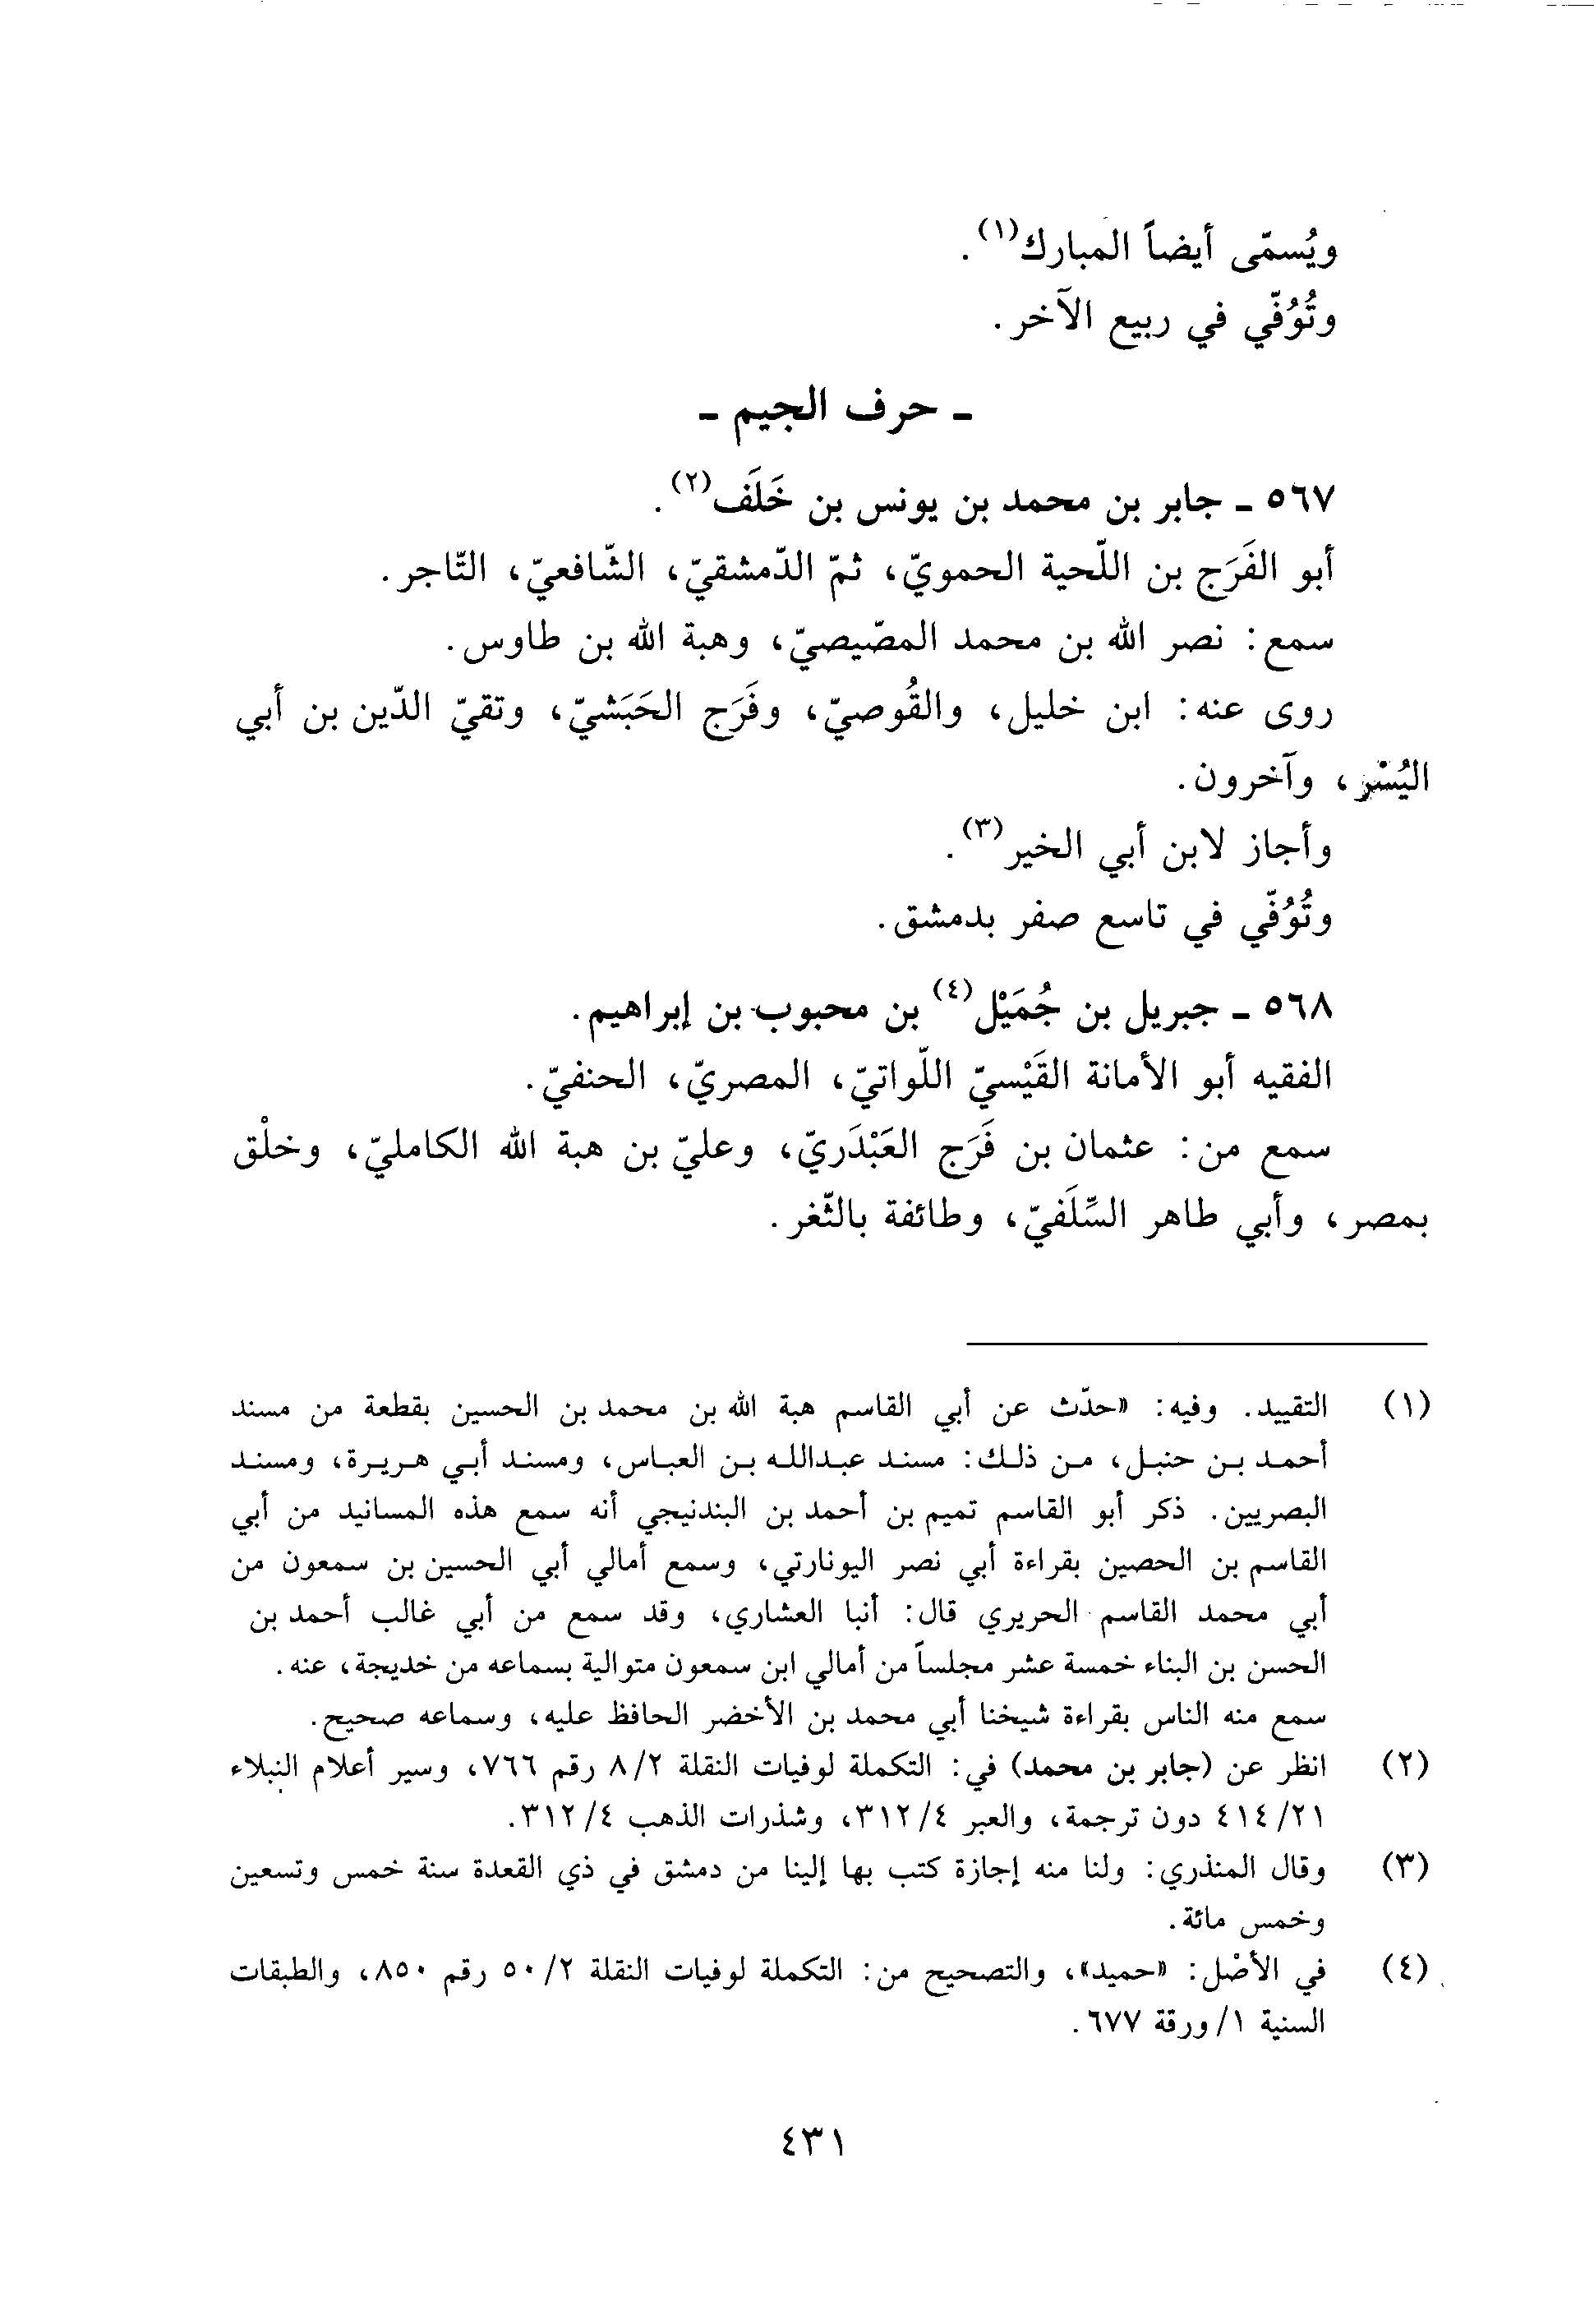 ويُسمّى أيضاً المبارك(١).
وتُوُفّي في ربيع الآخر.
ـ حرف الجيم ـ
٥٦٧ ـ جابر بن محمد بن يونس بن خَلَف(٢).
أبو الفَرَج بن اللّحية الحمويّ، ثمّ الدّمشقيّ، الشّافعيّ، التّاجر.
سمع: نصر الله بن محمد المصّيصيّ، وهبة الله بن طاوس.
روى عنه: ابن خليل، والقُوصيّ، وفَرَج الحَبَشيّ، وتقيّ الدّين بن أبي
اليُسْر، وآخرون.
وأجاز لابن أبي الخير(٣).
وتُوُفّي في تاسع صفر بدمشق.
٥٦٨ ـ جبريل بن جُمَيْل(٤) بن محبوب بن إبراهيم.
الفقيه أبو الأمانة القَيْسيّ اللّواتيّ، المصريّ، الحنفيّ.
سمع من: عثمان بن فَرَج العَبْدَريّ، وعليّ بن هبة الله الكامليّ، وخلْق
بمصر، وأبي طاهر السِّلَفيّ، وطائفة بالثّغر.
(١) التقييد. وفيه: «حدّث عن أبي القاسم هبة الله بن محمد بن الحسين بقطعة من مسند
أحمد بن حنبل، من ذلك: مسند عبدالله بن العباس، ومسند أبي هريرة، ومسند
البصريين. ذكر أبو القاسم تميم بن أحمد بن البندنيجي أنه سمع هذه المسانيد من أبي
القاسم بن الحصين بقراءة أبي نصر اليونارتي، وسمع أمالي أبي الحسين بن سمعون من
أبي محمد القاسم الحريري قال: أنبا العشاري، وقد سمع من أبي غالب أحمد بن
الحسن بن البناء خمسة عشر مجلساً من أمالي ابن سمعون متوالية بسماعه من خديجة، عنه.
سمع منه الناس بقراءة شيخنا أبي محمد بن الأخضر الحافظ عليه، وسماعه صحيح.
(٢) انظر عن (جابر بن محمد) في: التكملة لوفيات النقلة ٨/٢ رقم ٧٦٦، وسير أعلام النبلاء
٤١٤/٢١ دون ترجمة، والعبر ٣١٢/٤، وشذرات الذهب ٣١٢/٤.
(٣) وقال المنذري: ولنا منه إجازة كتب بها إلينا من دمشق في ذي القعدة سنة خمس وتسعين
وخمس مائة.
(٤) في الأصْل: «حميد»، والتصحيح من: التكملة لوفيات النقلة ٥٠/٢ رقم ٨٥٠، والطبقات
السنية ١/ورقة ٦٧٧.
٤٣١